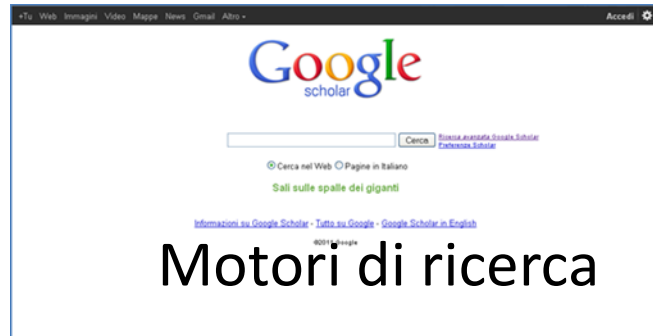 +Tu Web Immagini Video Mappe News Gmail Altro Accedi
Google
scholar
Cerca Ricerca avanzata Google Scholar
Preferenze Scholar
Cerca nel Web Pagine in Italiano
Sali sulle spalle dei giganti
Informazioni su Google Scholar - Tutto su Google - Google Scholar in English
©2011 Google
Motori di ricerca